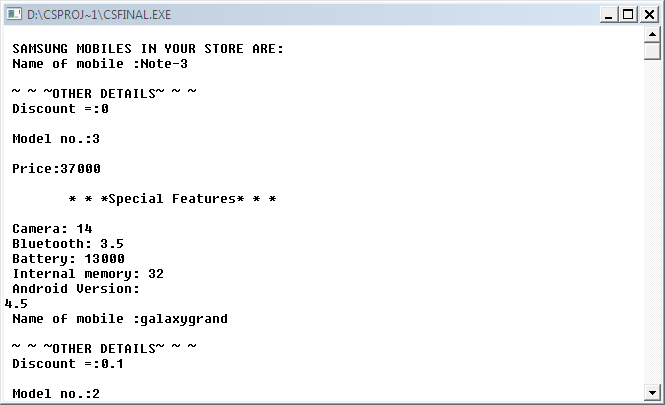 D:\CSPROJ~1\CSFINAL.EXE
SAMSUNG MOBILES IN YOUR STORE ARE:
Name of mobile :Note-3
~ ~ ~OTHER DETAILS~ ~ ~
Discount =:0
Model no.:3
Price:37000
* * *Special Features* * *
Camera: 14
Bluetooth: 3.5
Battery: 13000
Internal memory: 32
Android Version:
4.5
Name of mobile :galaxygrand
~ ~ ~OTHER DETAILS~ ~ ~
Discount =:0.1
Model no.:2